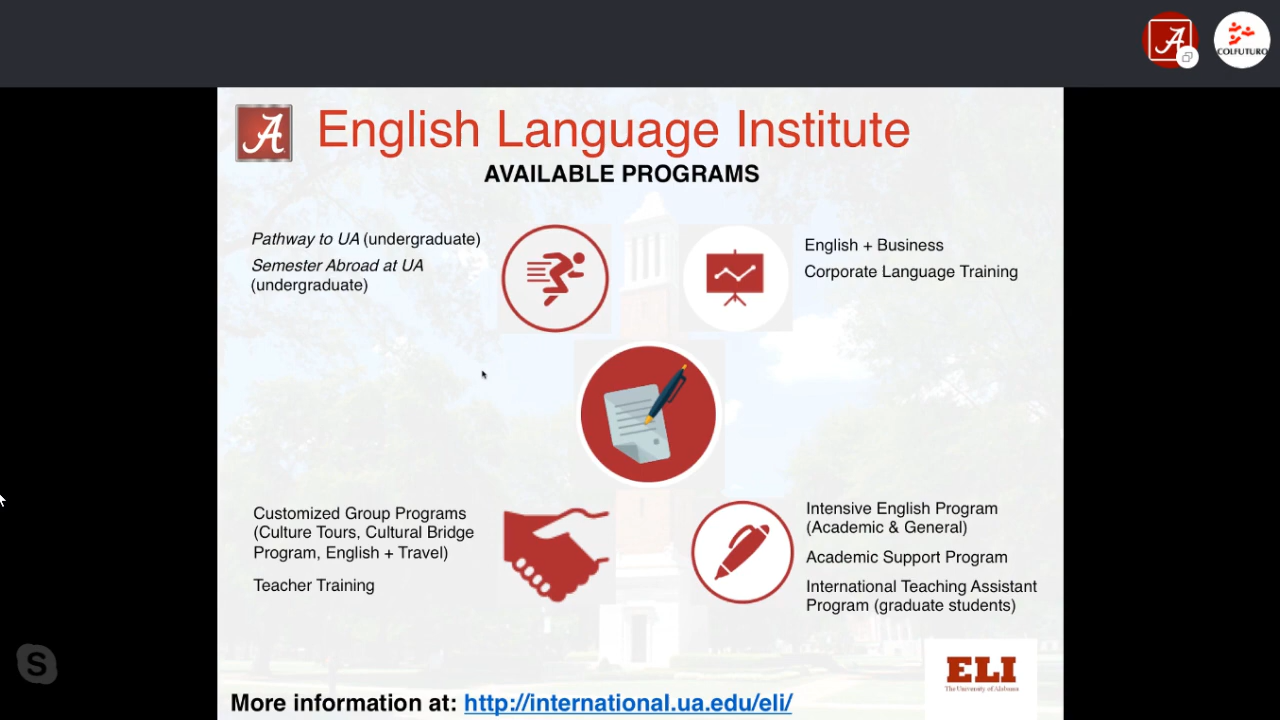 A
COLFUTURO
A
English Language Institute
AVAILABLE PROGRAMS
Pathway to UA (undergraduate)
Semester Abroad at UA
(undergraduate)
English + Business
Corporate Language Training
Customized Group Programs
(Culture Tours, Cultural Bridge
Program, English + Travel)
Teacher Training
Intensive English Program
(Academic & General)
Academic Support Program
International Teaching Assistant
Program (graduate students)
S
ELI
The University of Alabama
More information at: http://international.ua.edu/eli/